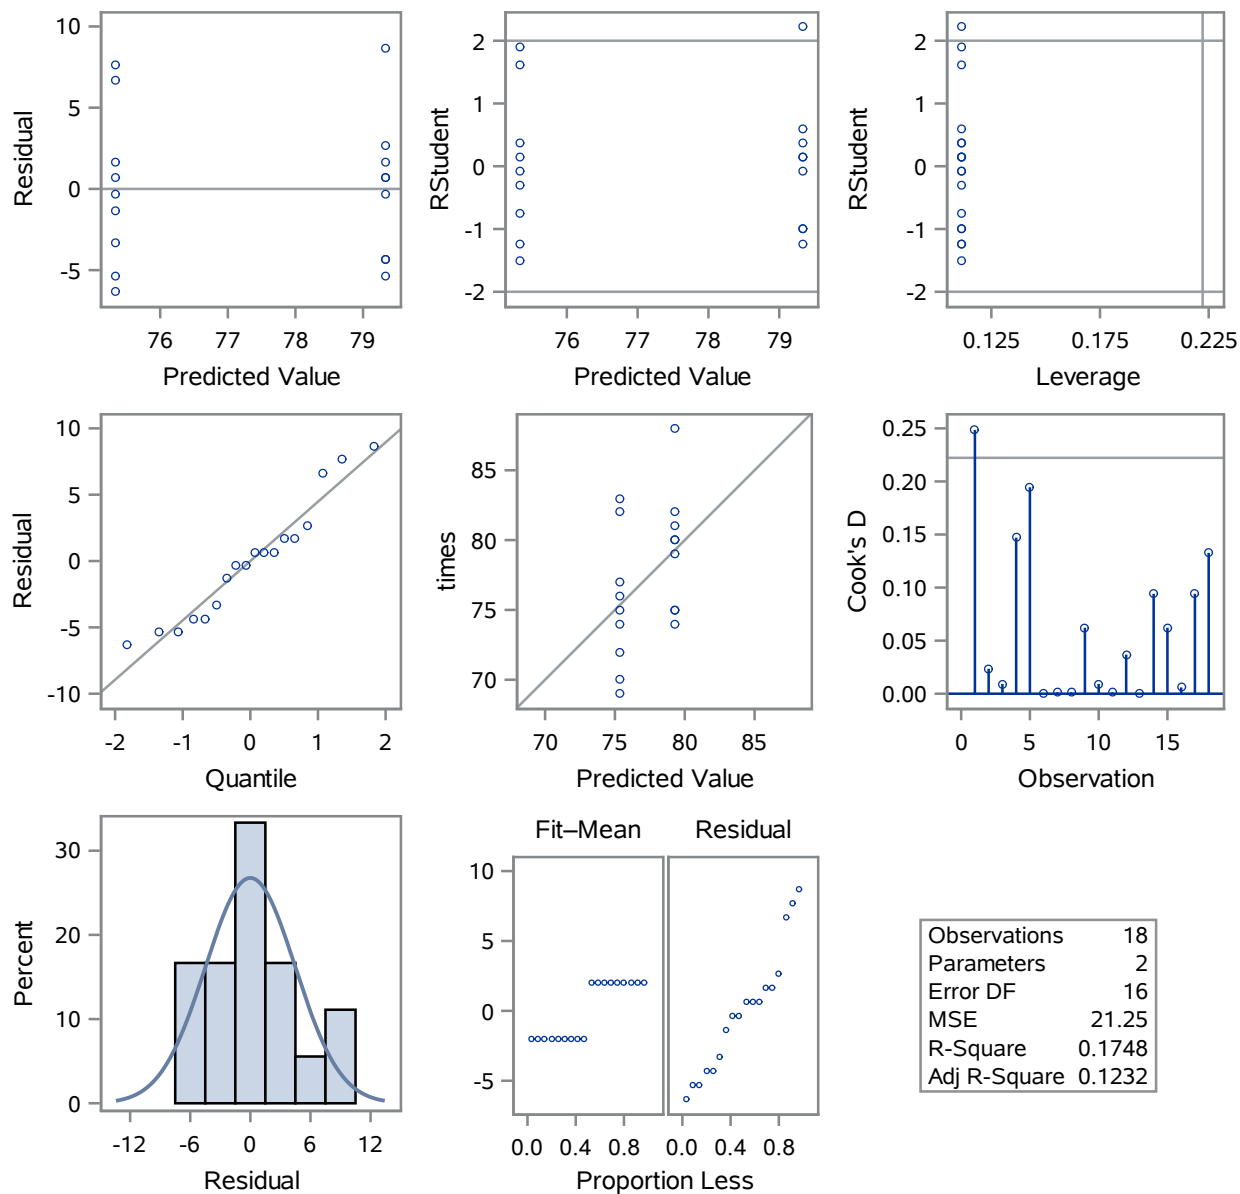 10
5
0
-5
Residual
76 77 78 79
Predicted Value
2
1
0
-1
-2
RStudent
76 77 78 79
Predicted Value
2
1
0
-1
-2
RStudent
0.125 0.175 0.225
Leverage
10
5
0
-5
-10
Residual
-2 -1 0 1 2
Quantile
85
80
75
70
times
70 75 80 85
Predicted Value
0.25
0.20
0.15
0.10
0.05
0.00
Cook's D
0 5 10 15
Observation
30
20
10
0
Percent
-12 -6 0 6 12
Residual
Fit–Mean Residual
10
5
0
-5
0.0 0.4 0.8 0.0 0.4 0.8
Proportion Less
Observations 18
Parameters 2
Error DF 16
MSE 21.25
R-Square 0.1748
Adj R-Square 0.1232